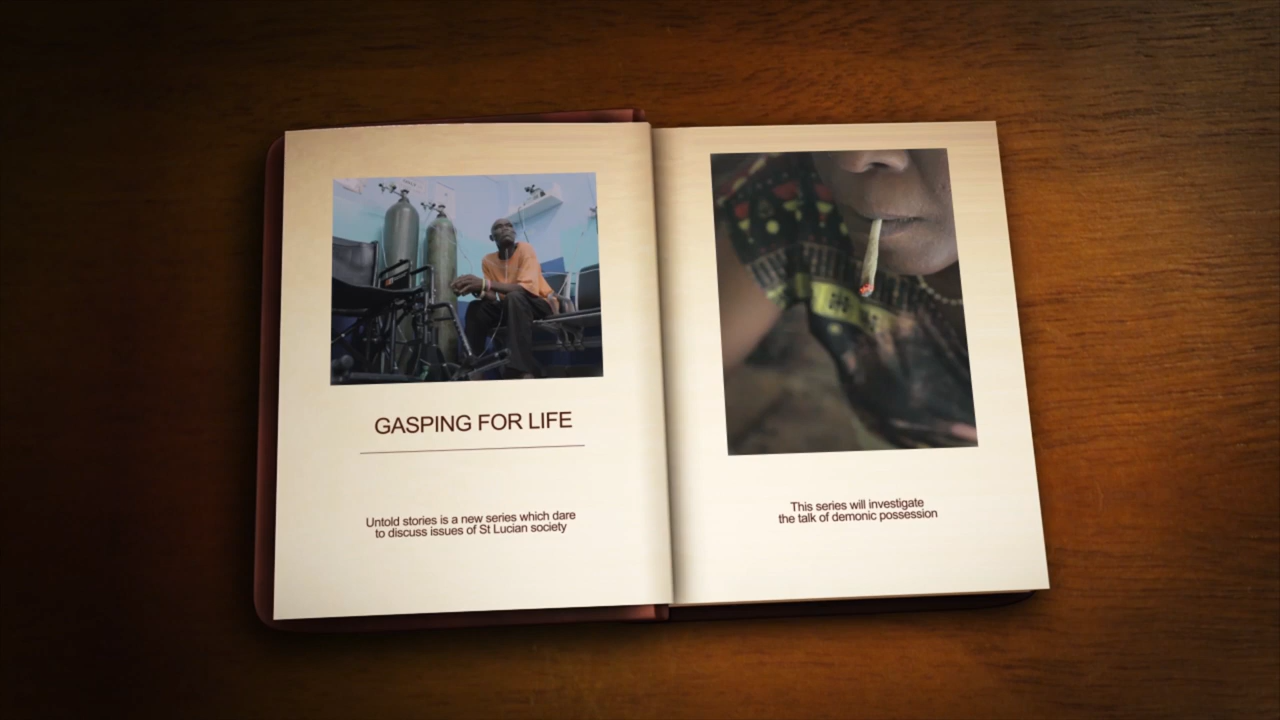 GASPING FOR LIFE
Untold stories is a new series which dare
to discuss issues of St Lucian society
This series will investigate
the talk of demonic possession